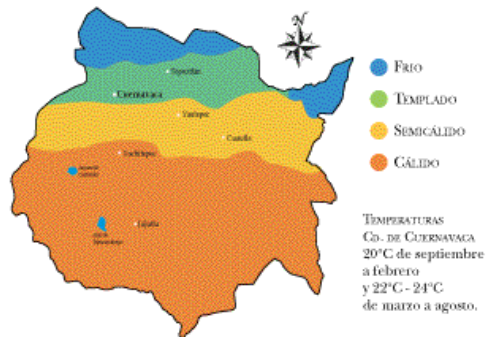 N
FRIO
TEMPLADO
SEMICÁLIDO
CÁLIDO
Tepoztlán
Cuernavaca
Yautepec
Cuautla
Xochitepec
Jojutla
TEMPERATURAS
CD. DE CUERNAVACA
20°C de septiembre
a febrero
y 22°C - 24°C
de marzo a agosto.